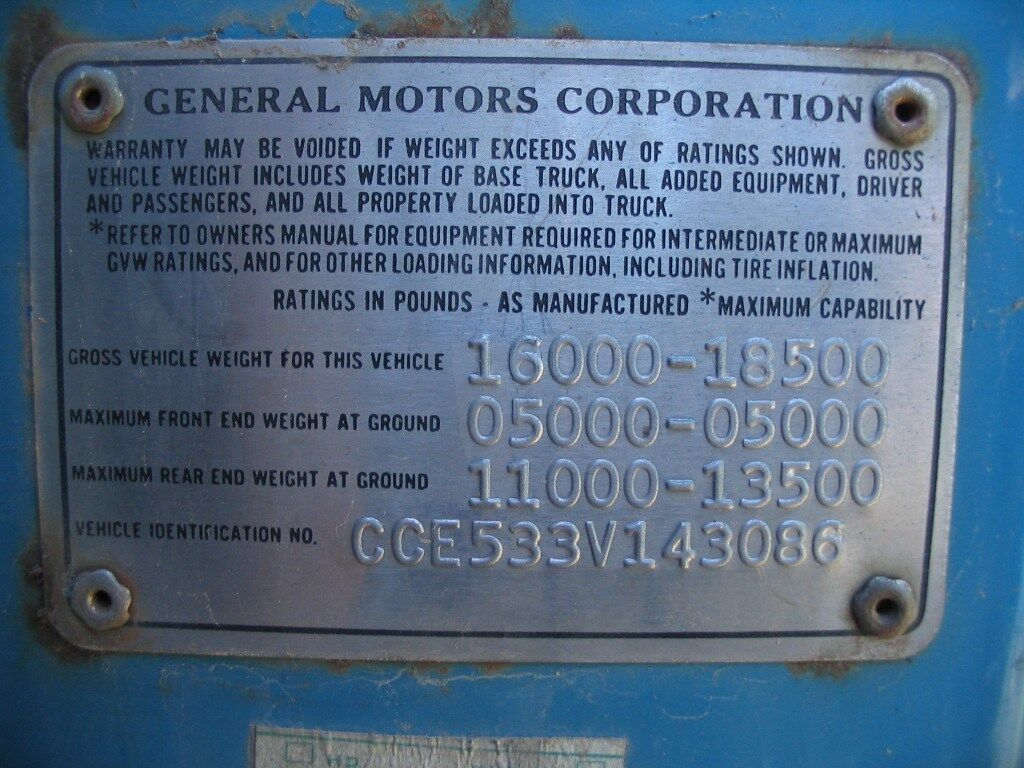 GENERAL MOTORS CORPORATION
WARRANTY MAY BE VOIDED IF WEIGHT EXCEEDS ANY OF RATINGS SHOWN. GROSS
VEHICLE WEIGHT INCLUDES WEIGHT OF BASE TRUCK, ALL ADDED EQUIPMENT, DRIVER
AND PASSENGERS, AND ALL PROPERTY LOADED INTO TRUCK.
*REFER TO OWNERS MANUAL FOR EQUIPMENT REQUIRED FOR INTERMEDIATE OR MAXIMUM
GVW RATINGS, AND FOR OTHER LOADING INFORMATION, INCLUDING TIRE INFLATION.
RATINGS IN POUNDS - AS MANUFACTURED *MAXIMUM CAPABILITY
GROSS VEHICLE WEIGHT FOR THIS VEHICLE 16000-18500
MAXIMUM FRONT END WEIGHT AT GROUND 05000-05000
MAXIMUM REAR END WEIGHT AT GROUND 11000-13500
VEHICLE IDENTIFICATION NO. CCE533V143086